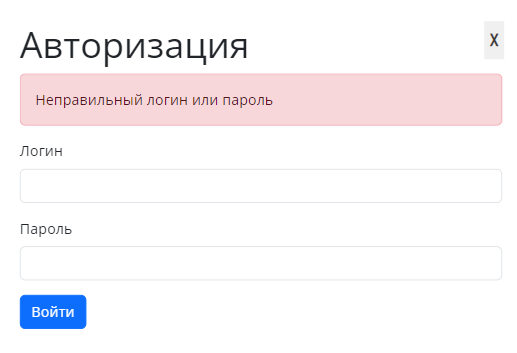 Авторизация
X
Неправильный логин или пароль
Логин
Пароль
Войти